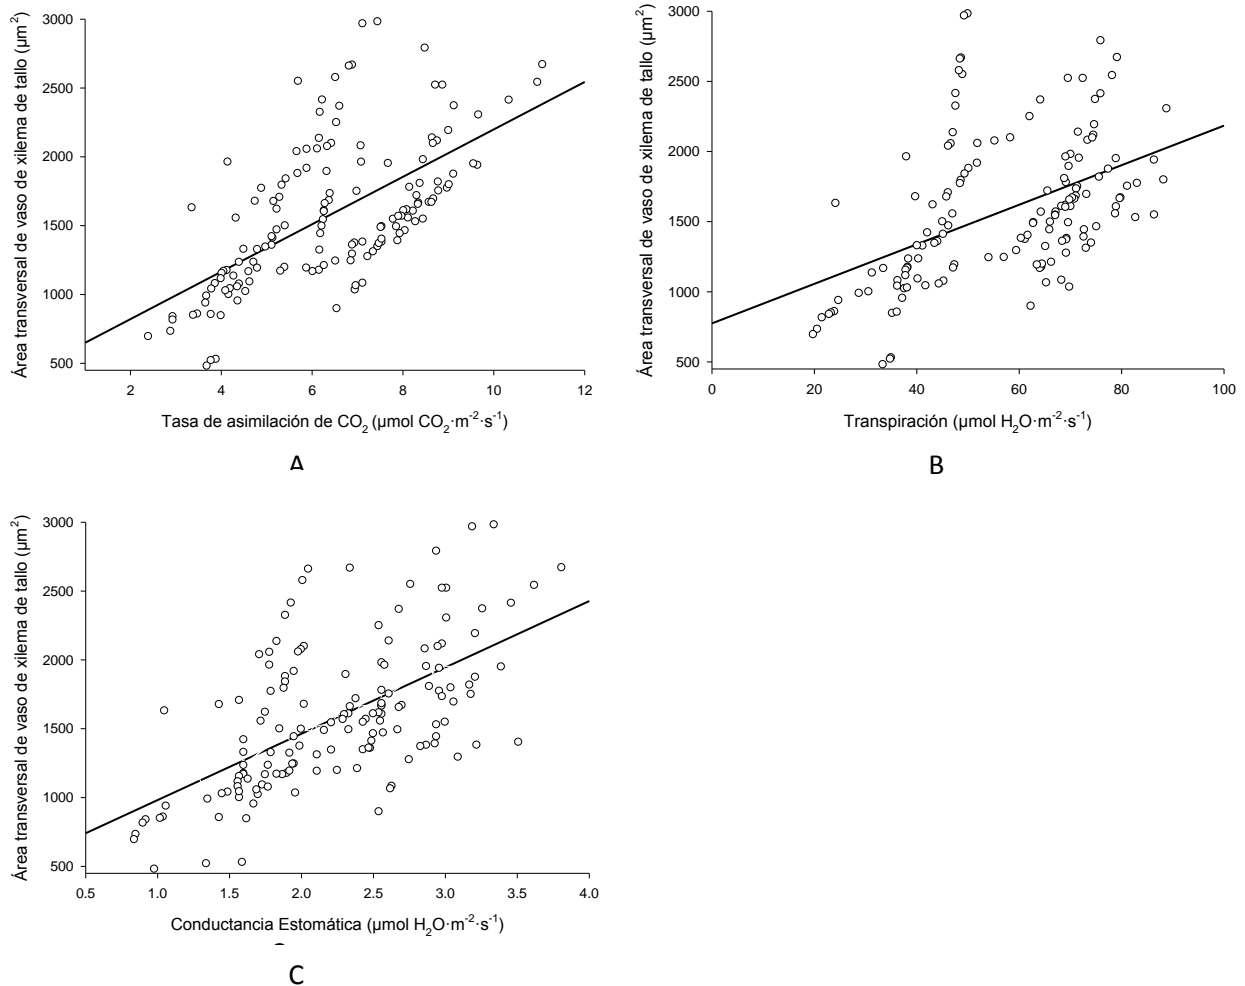 Área transversal de vaso de xilema de tallo (µm²)
3000
2500
2000
1500
1000
500
2 4 6 8 10 12
Tasa de asimilación de CO₂ (µmol CO₂·m⁻²·s⁻¹)
A
Área transversal de vaso de xilema de tallo (µm²)
3000
2500
2000
1500
1000
500
0 20 40 60 80 100
Transpiración (µmol H₂O·m⁻²·s⁻¹)
B
Área transversal de vaso de xilema de tallo (µm²)
3000
2500
2000
1500
1000
500
0.5 1.0 1.5 2.0 2.5 3.0 3.5 4.0
Conductancia Estomática (µmol H₂O·m⁻²·s⁻¹)
C